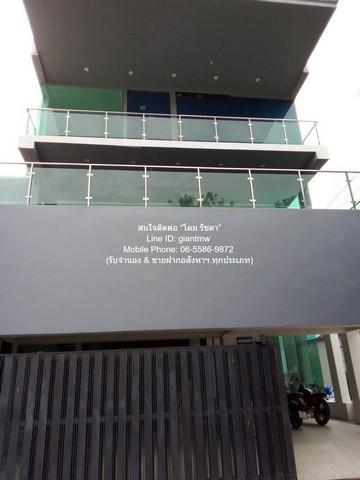 สนใจติดต่อ "โดม รัชดา"
Line ID: giantmw
Mobile Phone: 06-5586-9872
(รับจำนอง & ขายฝากอสังหาฯ ทุกประเภท)